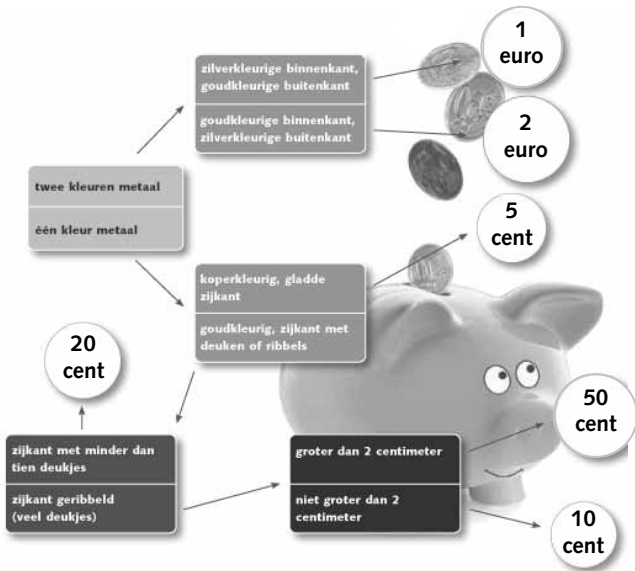 1
euro
zilverkleurige binnenkant,
goudkleurige buitenkant
goudkleurige binnenkant,
zilverkleurige buitenkant
2
euro
twee kleuren metaal
één kleur metaal
5
cent
koperkleurig, gladde
zijkant
goudkleurig, zijkant met
deuken of ribbels
20
cent
50
cent
zijkant met minder dan
tien deukjes
zijkant geribbeld
(veel deukjes)
groter dan 2 centimeter
niet groter dan 2
centimeter
10
cent